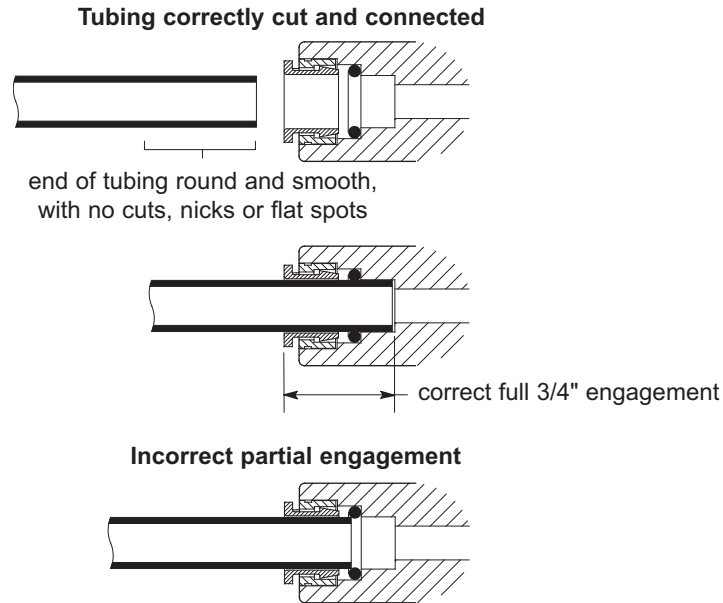 Tubing correctly cut and connected
end of tubing round and smooth,
with no cuts, nicks or flat spots
correct full 3/4" engagement
Incorrect partial engagement